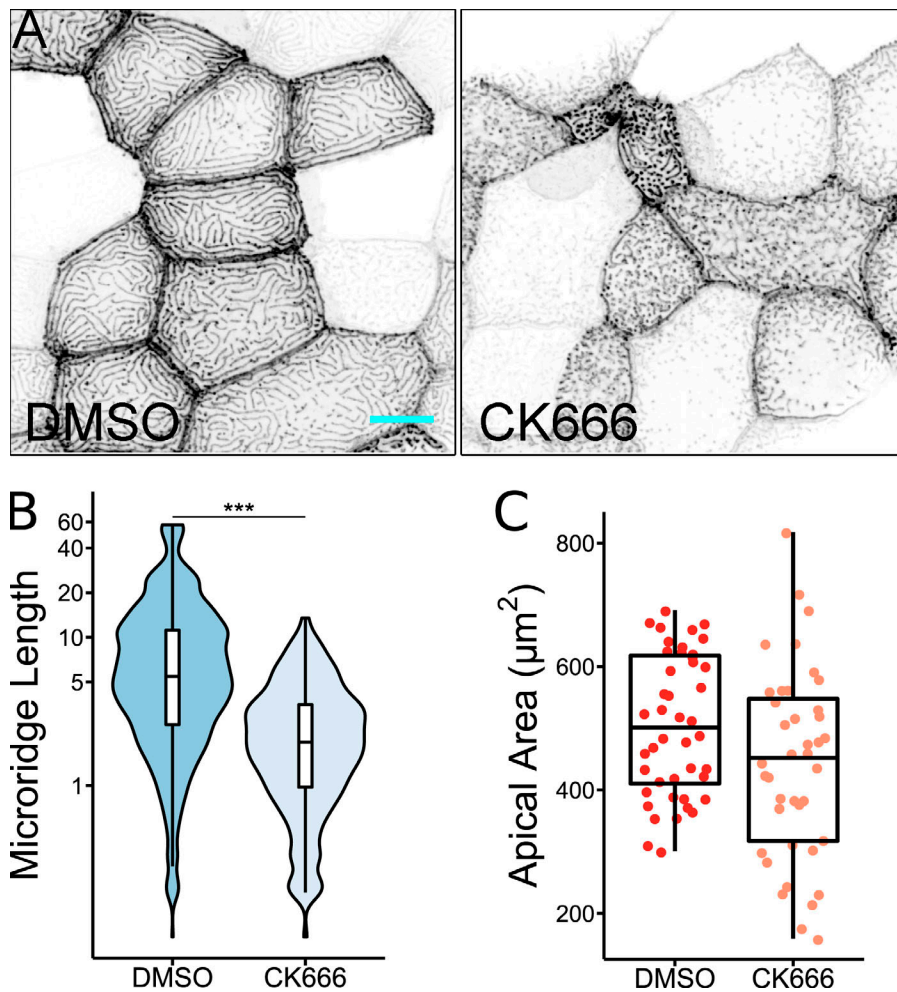 A
DMSO
CK666
B
***
Microridge Length
60
40
20
10
5
1
DMSO
CK666
C
Apical Area (µm²)
800
600
400
200
DMSO
CK666